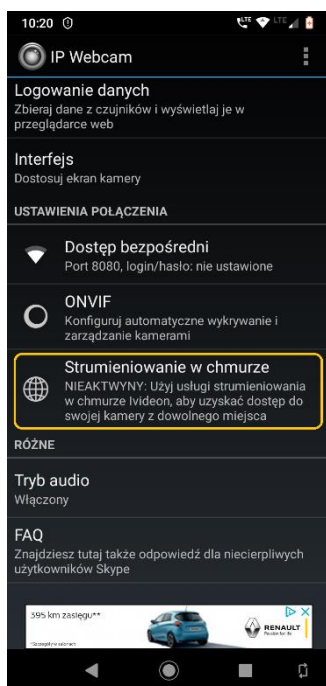 10:20
LTE LTE
IP Webcam
Logowanie danych
Zbieraj dane z czujników i wyświetlaj je w
przeglądarce web
Interfejs
Dostosuj ekran kamery
USTAWIENIA POŁĄCZENIA
Dostęp bezpośredni
Port 8080, login/hasło: nie ustawione
ONVIF
Konfiguruj automatyczne wykrywanie i
zarządzanie kamerami
Strumieniowanie w chmurze
NIEAKTWYNY: Użyj usługi strumieniowania
w chmurze Ivideon, aby uzyskać dostęp do
swojej kamery z dowolnego miejsca
RÓŻNE
Tryb audio
Włączony
FAQ
Znajdziesz tutaj także odpowiedź dla niecierpliwych
użytkowników Skype
395 km zasięgu**
RENAULT